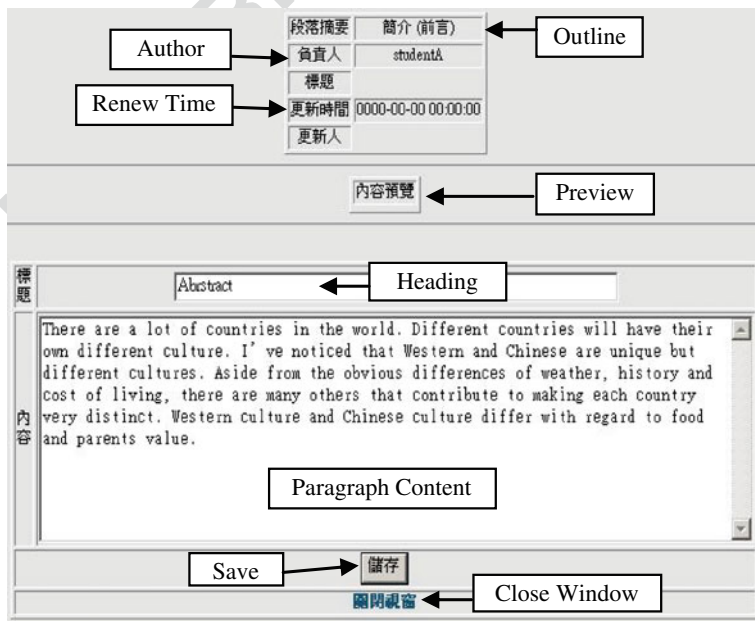 段落摘要 簡介 (前言) Outline
Author 負責人 studentA
標題
Renew Time 更新時間 0000-00-00 00:00:00
更新人
內容預覽 Preview
標題 Abstract Heading
There are a lot of countries in the world. Different countries will have their
own different culture. I' ve noticed that Western and Chinese are unique but
different cultures. Aside from the obvious differences of weather, history and
cost of living, there are many others that contribute to making each country
內容 very distinct. Western culture and Chinese culture differ with regard to food
and parents value.
Paragraph Content
Save 儲存
關閉視窗 Close Window